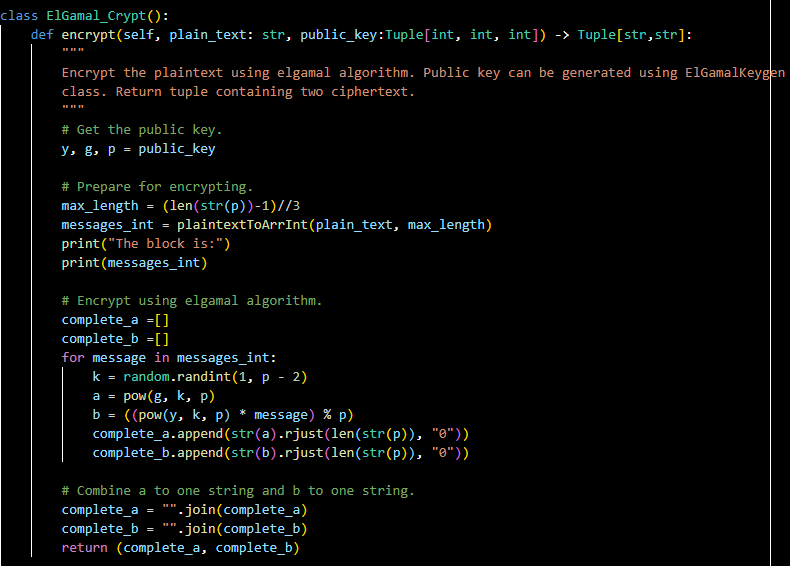 class ElGamal_Crypt():
    def encrypt(self, plain_text: str, public_key:Tuple[int, int, int]) -> Tuple[str,str]:
        """
        Encrypt the plaintext using elgamal algorithm. Public key can be generated using ElGamalKeygen
        class. Return tuple containing two ciphertext.
        """
        # Get the public key.
        y, g, p = public_key

        # Prepare for encrypting.
        max_length = (len(str(p))-1)//3
        messages_int = plaintextToArrInt(plain_text, max_length)
        print("The block is:")
        print(messages_int)

        # Encrypt using elgamal algorithm.
        complete_a =[]
        complete_b =[]
        for message in messages_int:
            k = random.randint(1, p - 2)
            a = pow(g, k, p)
            b = ((pow(y, k, p) * message) % p)
            complete_a.append(str(a).rjust(len(str(p)), "0"))
            complete_b.append(str(b).rjust(len(str(p)), "0"))

        # Combine a to one string and b to one string.
        complete_a = "".join(complete_a)
        complete_b = "".join(complete_b)
        return (complete_a, complete_b)